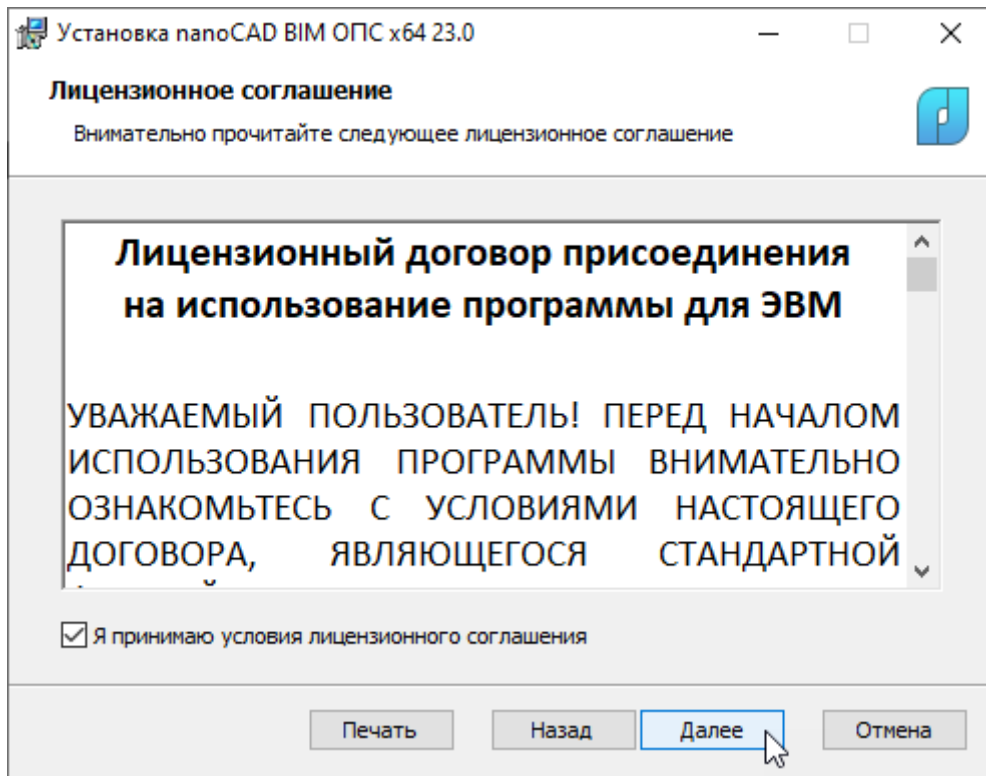 Установка nanoCAD BIM ОПС x64 23.0
Лицензионное соглашение
Внимательно прочитайте следующее лицензионное соглашение
Лицензионный договор присоединения
на использование программы для ЭВМ
УВАЖАЕМЫЙ ПОЛЬЗОВАТЕЛЬ! ПЕРЕД НАЧАЛОМ
ИСПОЛЬЗОВАНИЯ ПРОГРАММЫ ВНИМАТЕЛЬНО
ОЗНАКОМЬТЕСЬ С УСЛОВИЯМИ НАСТОЯЩЕГО
ДОГОВОРА, ЯВЛЯЮЩЕГОСЯ СТАНДАРТНОЙ
Я принимаю условия лицензионного соглашения
Печать Назад Далее Отмена